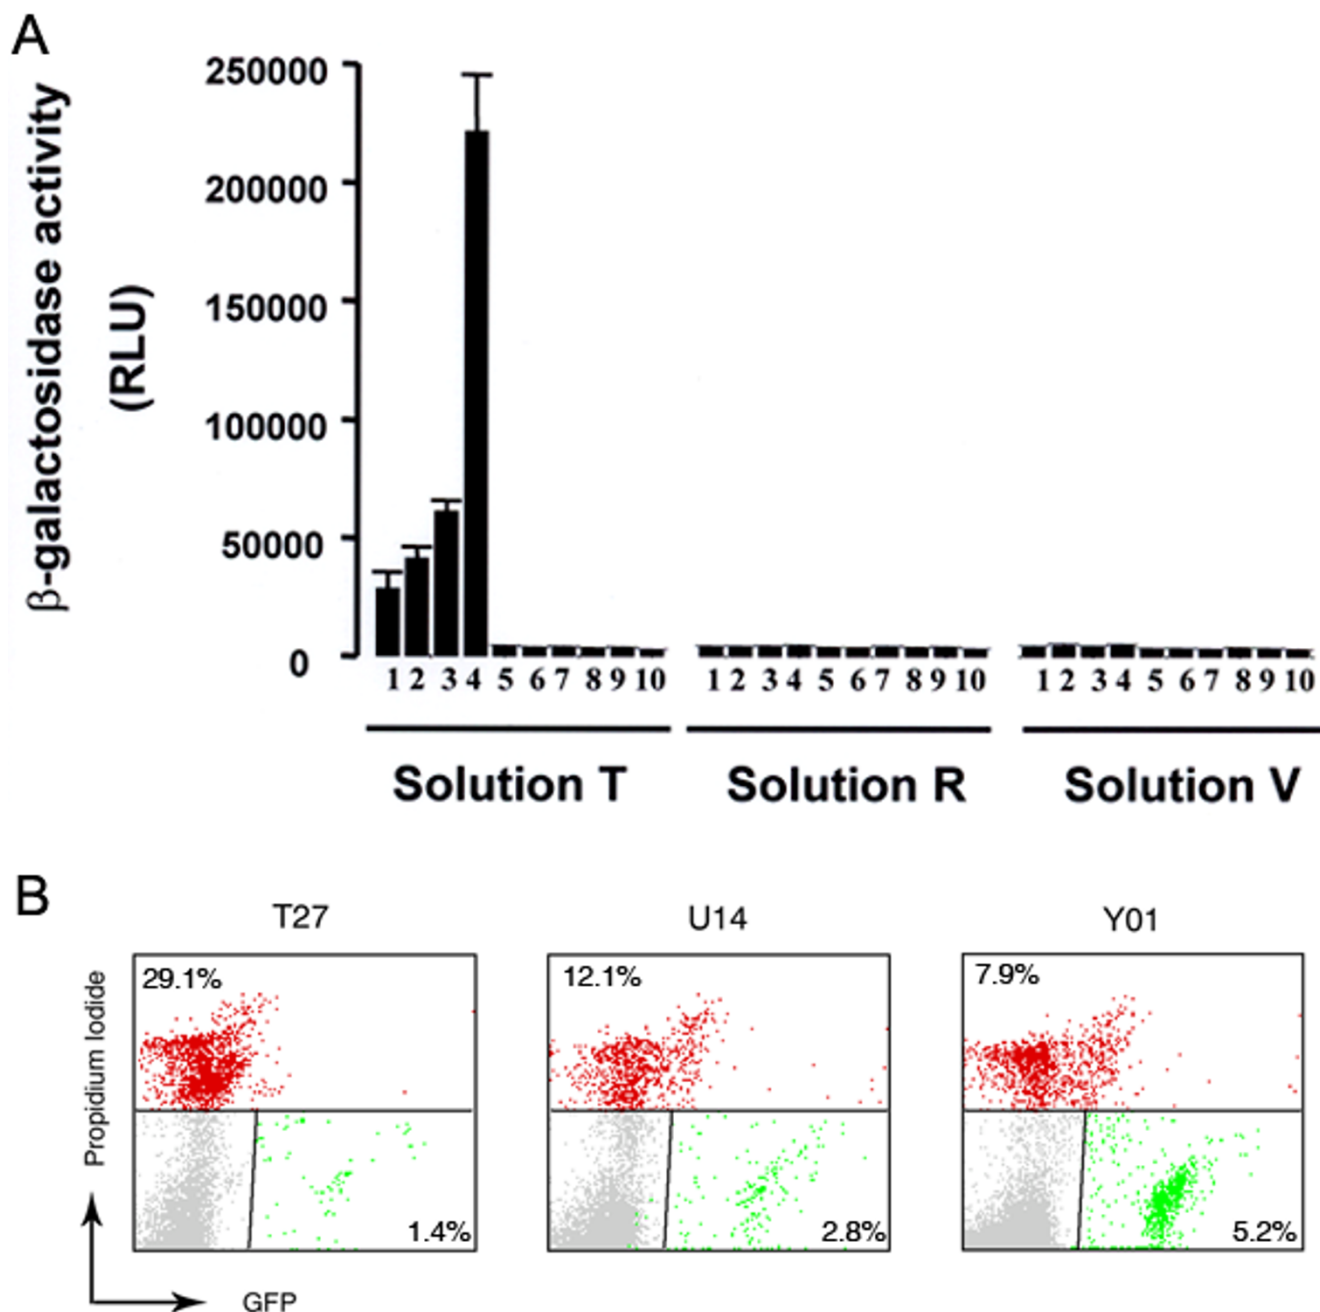 A
β-galactosidase activity
(RLU)
250000
200000
150000
100000
50000
0
1 2 3 4 5 6 7 8 9 10
1 2 3 4 5 6 7 8 9 10
1 2 3 4 5 6 7 8 9 10
Solution T
Solution R
Solution V
B
T27
U14
Y01
Propidium Iodide
29.1%
12.1%
7.9%
1.4%
2.8%
5.2%
GFP